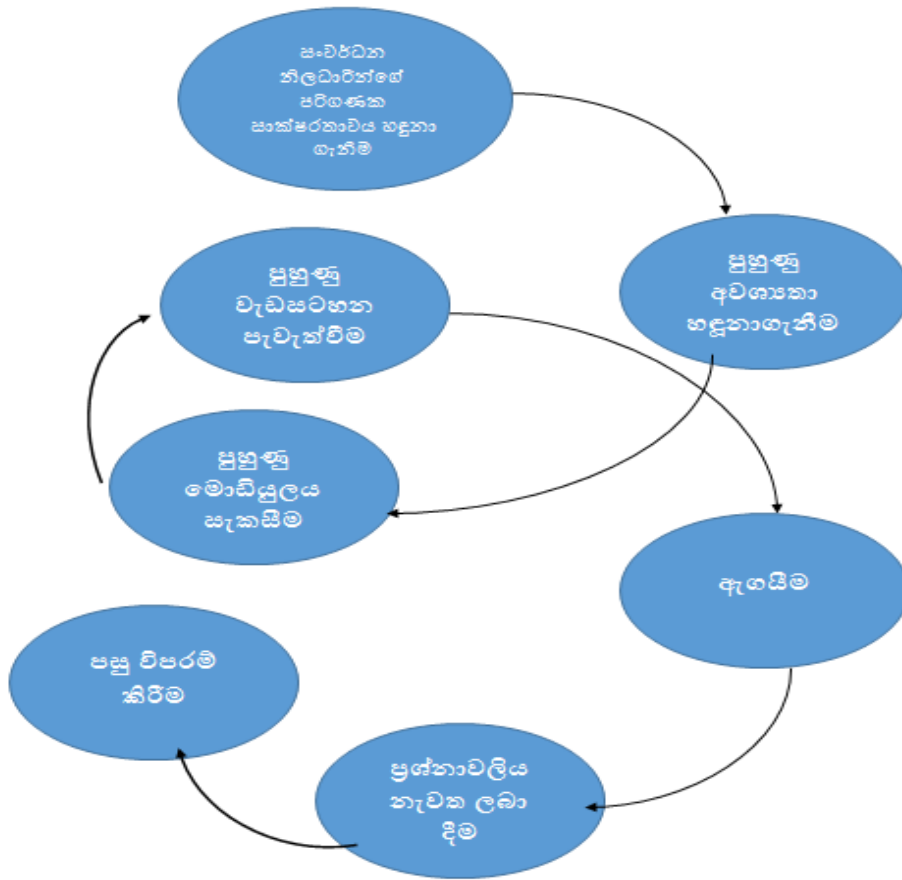 සංවර්ධන
නිලධාරීන්ගේ
පරිගණක
සාක්ෂරතාවය හඳුනා
ගැනීම
පුහුණු
අවශ්‍යතා
හඳූනාගැනීම
පුහුණු
වැඩසටහන
පැවැත්වීම
පුහුණු
මොඩියුලය
සැකසීම
ඇගයීම
ප්‍රශ්නාවලිය
නැවත ලබා
දීම
පසු විපරම්
කිරීම